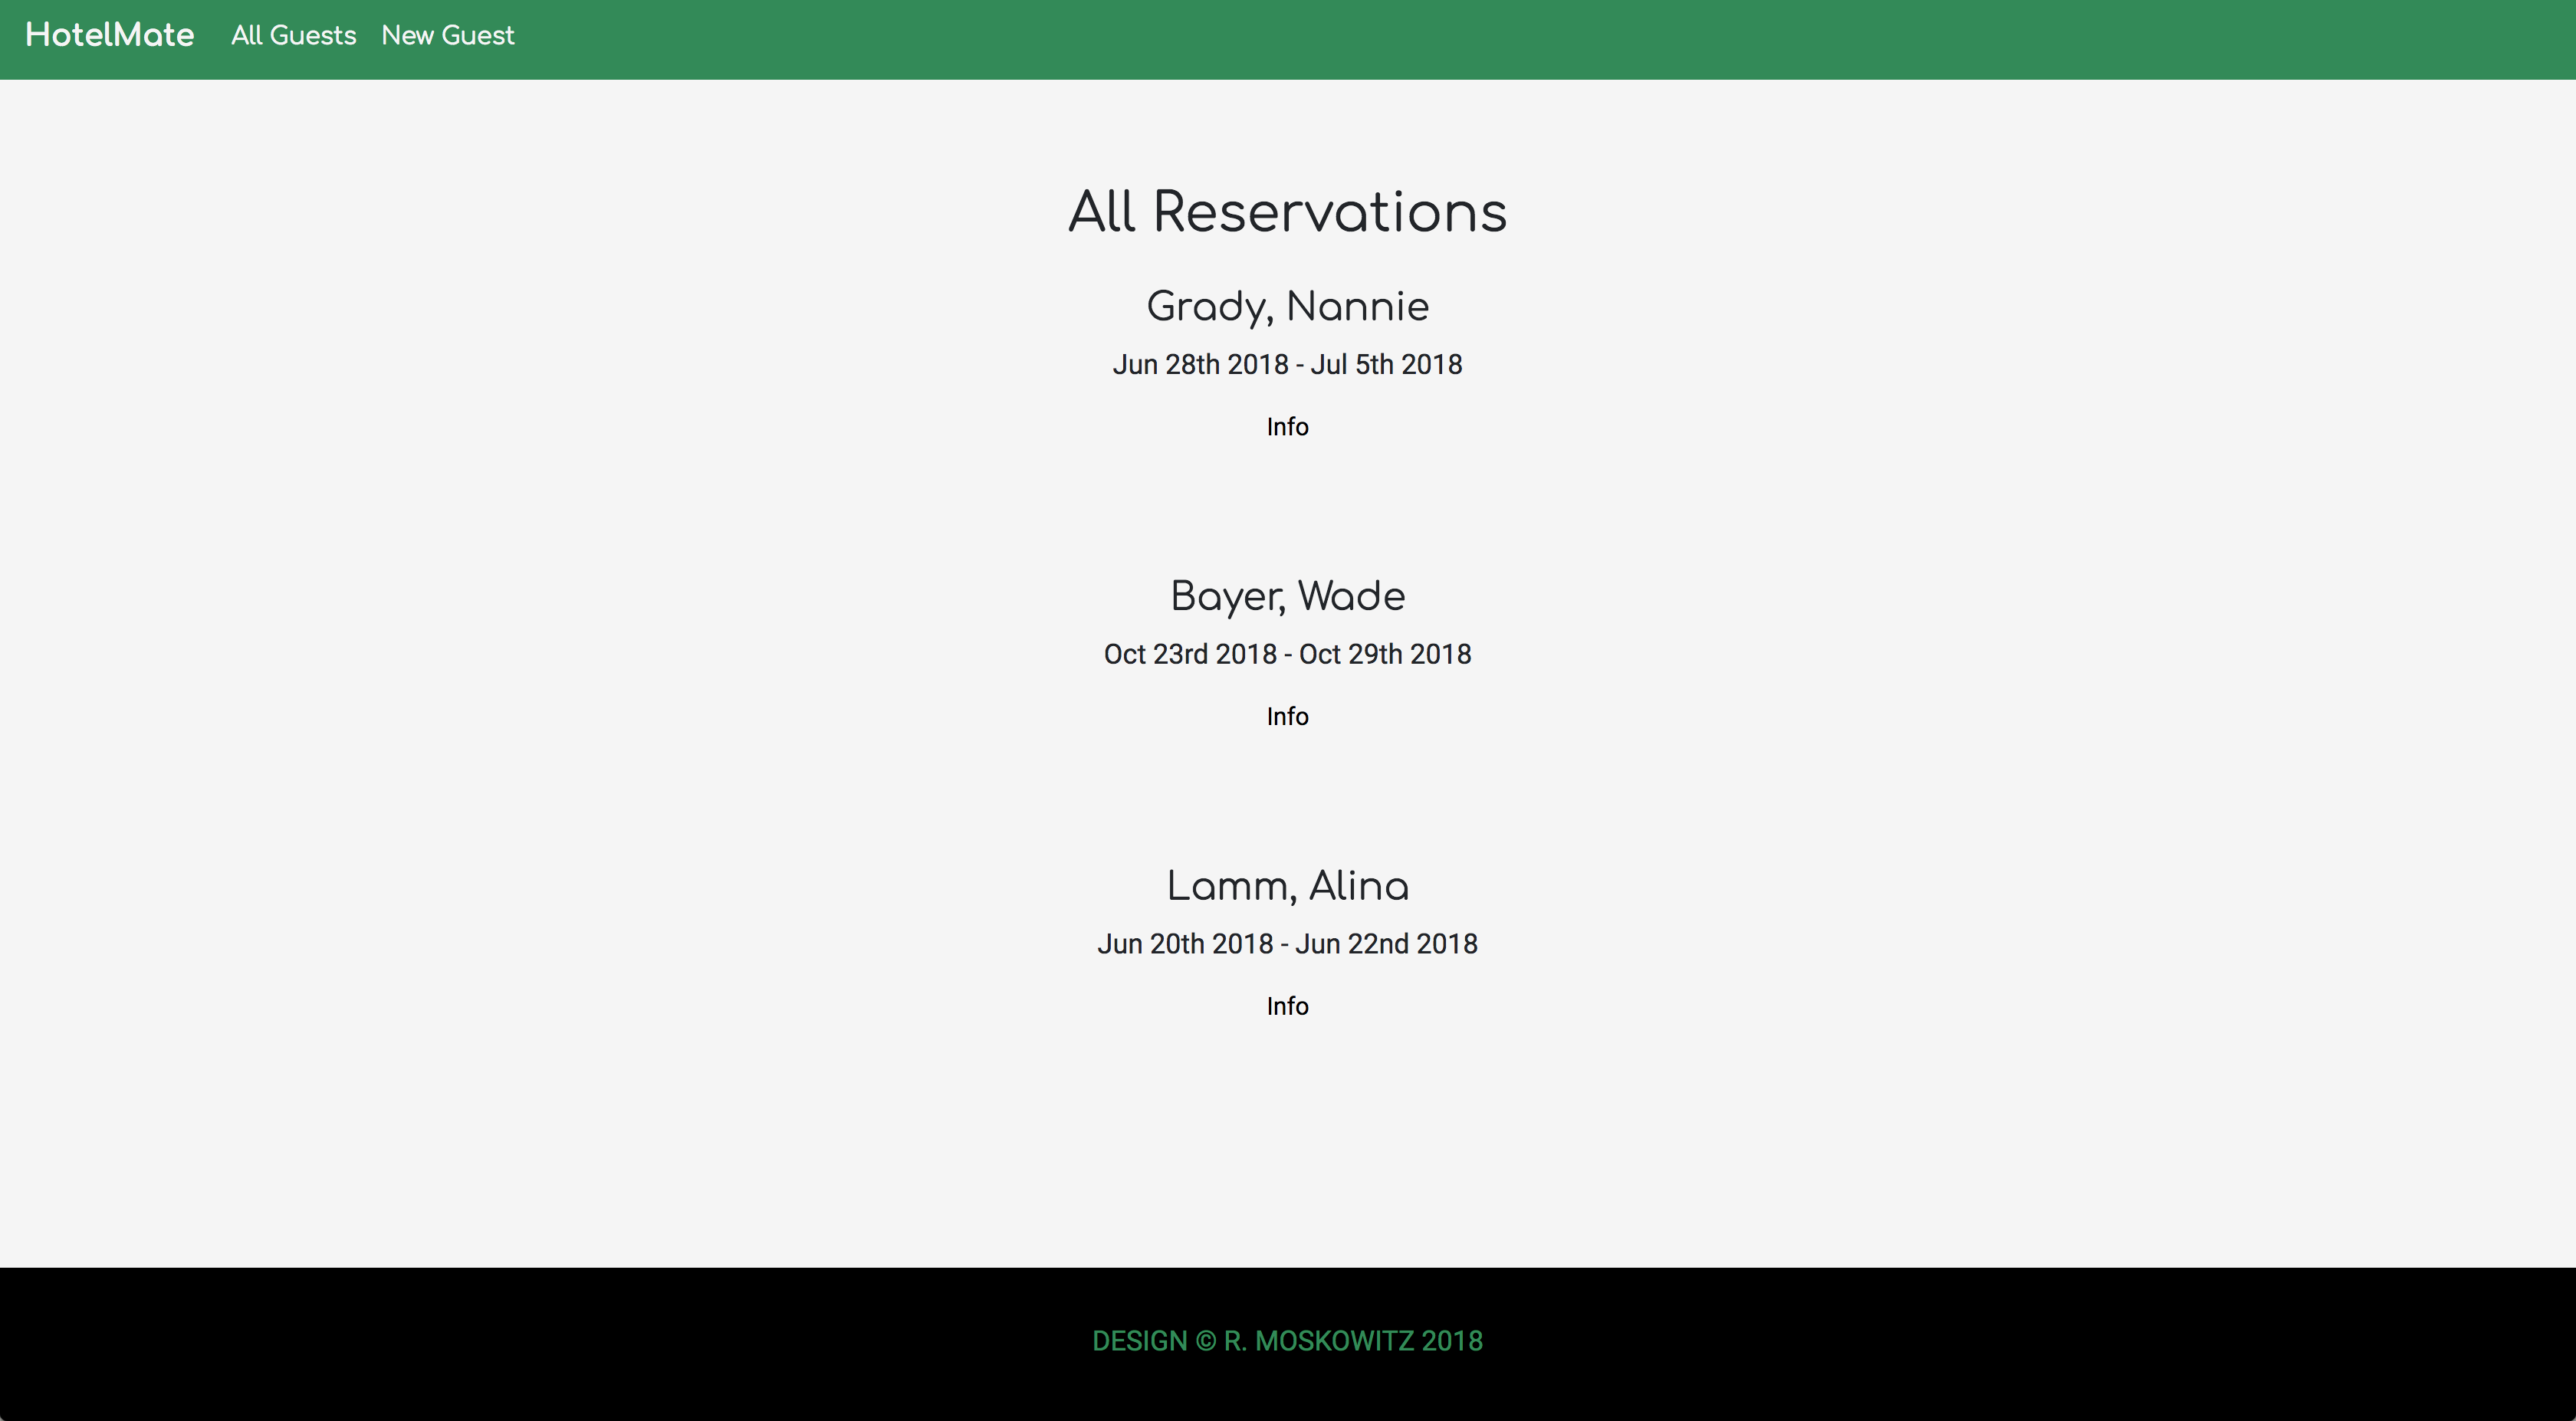 HotelMate All Guests New Guest
All Reservations
Grady, Nannie
Jun 28th 2018 - Jul 5th 2018
Info
Bayer, Wade
Oct 23rd 2018 - Oct 29th 2018
Info
Lamm, Alina
Jun 20th 2018 - Jun 22nd 2018
Info
DESIGN © R. MOSKOWITZ 2018